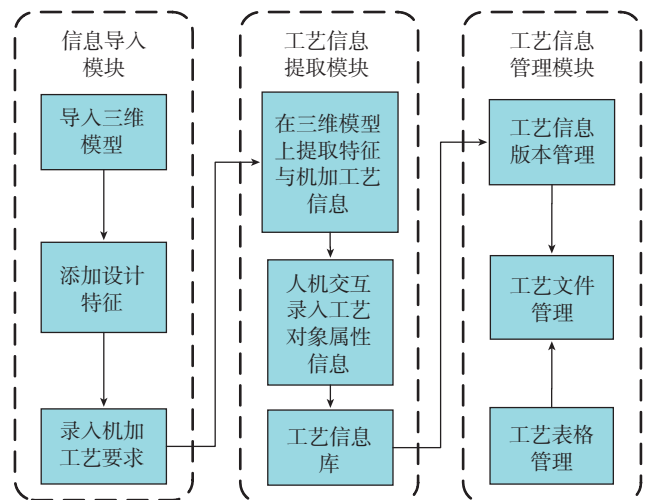 信息导入
模块
导入三维
模型
添加设计
特征
录入机加
工艺要求
工艺信息
提取模块
在三维模型
上提取特征
与机加工艺
信息
人机交互
录入工艺
对象属性
信息
工艺信息
库
工艺信息
管理模块
工艺信息
版本管理
工艺文件
管理
工艺表格
管理